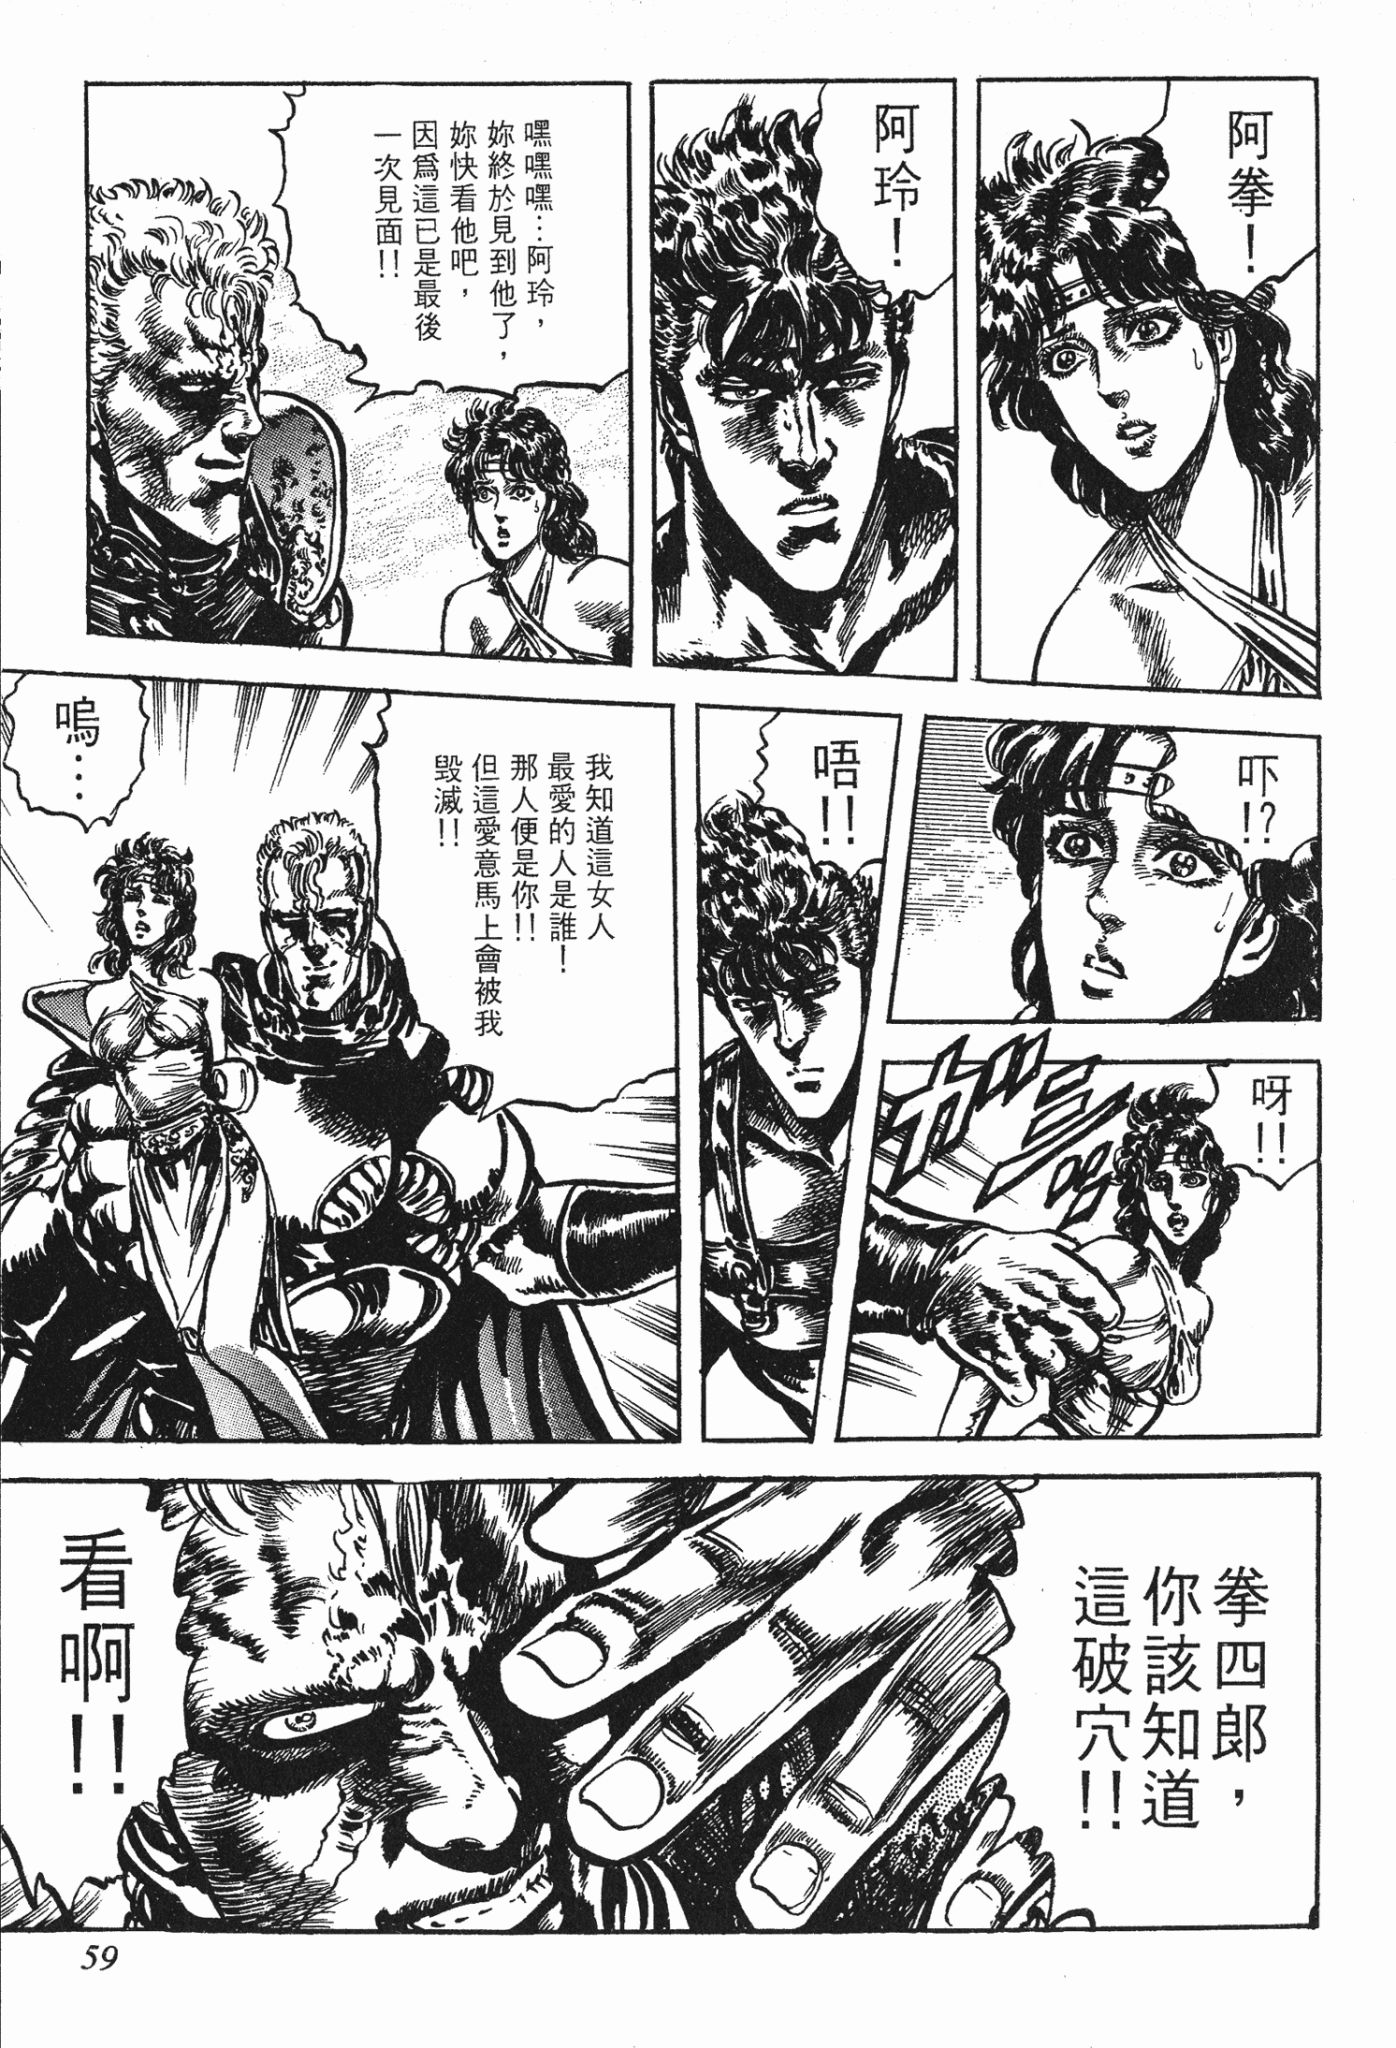 阿拳！
阿玲！
嘿嘿嘿…阿玲，
妳終於見到他了，
妳快看他吧，
因爲這已是最後
一次見面!!
吓!?
呀!!
ガシッ
唔!!
我知道這女人
最愛的人是誰！
那人便是你!!
但這愛意馬上會被我
毀滅!!
嗚…
拳四郎，
你該知道
這破穴!!
看啊!!
59